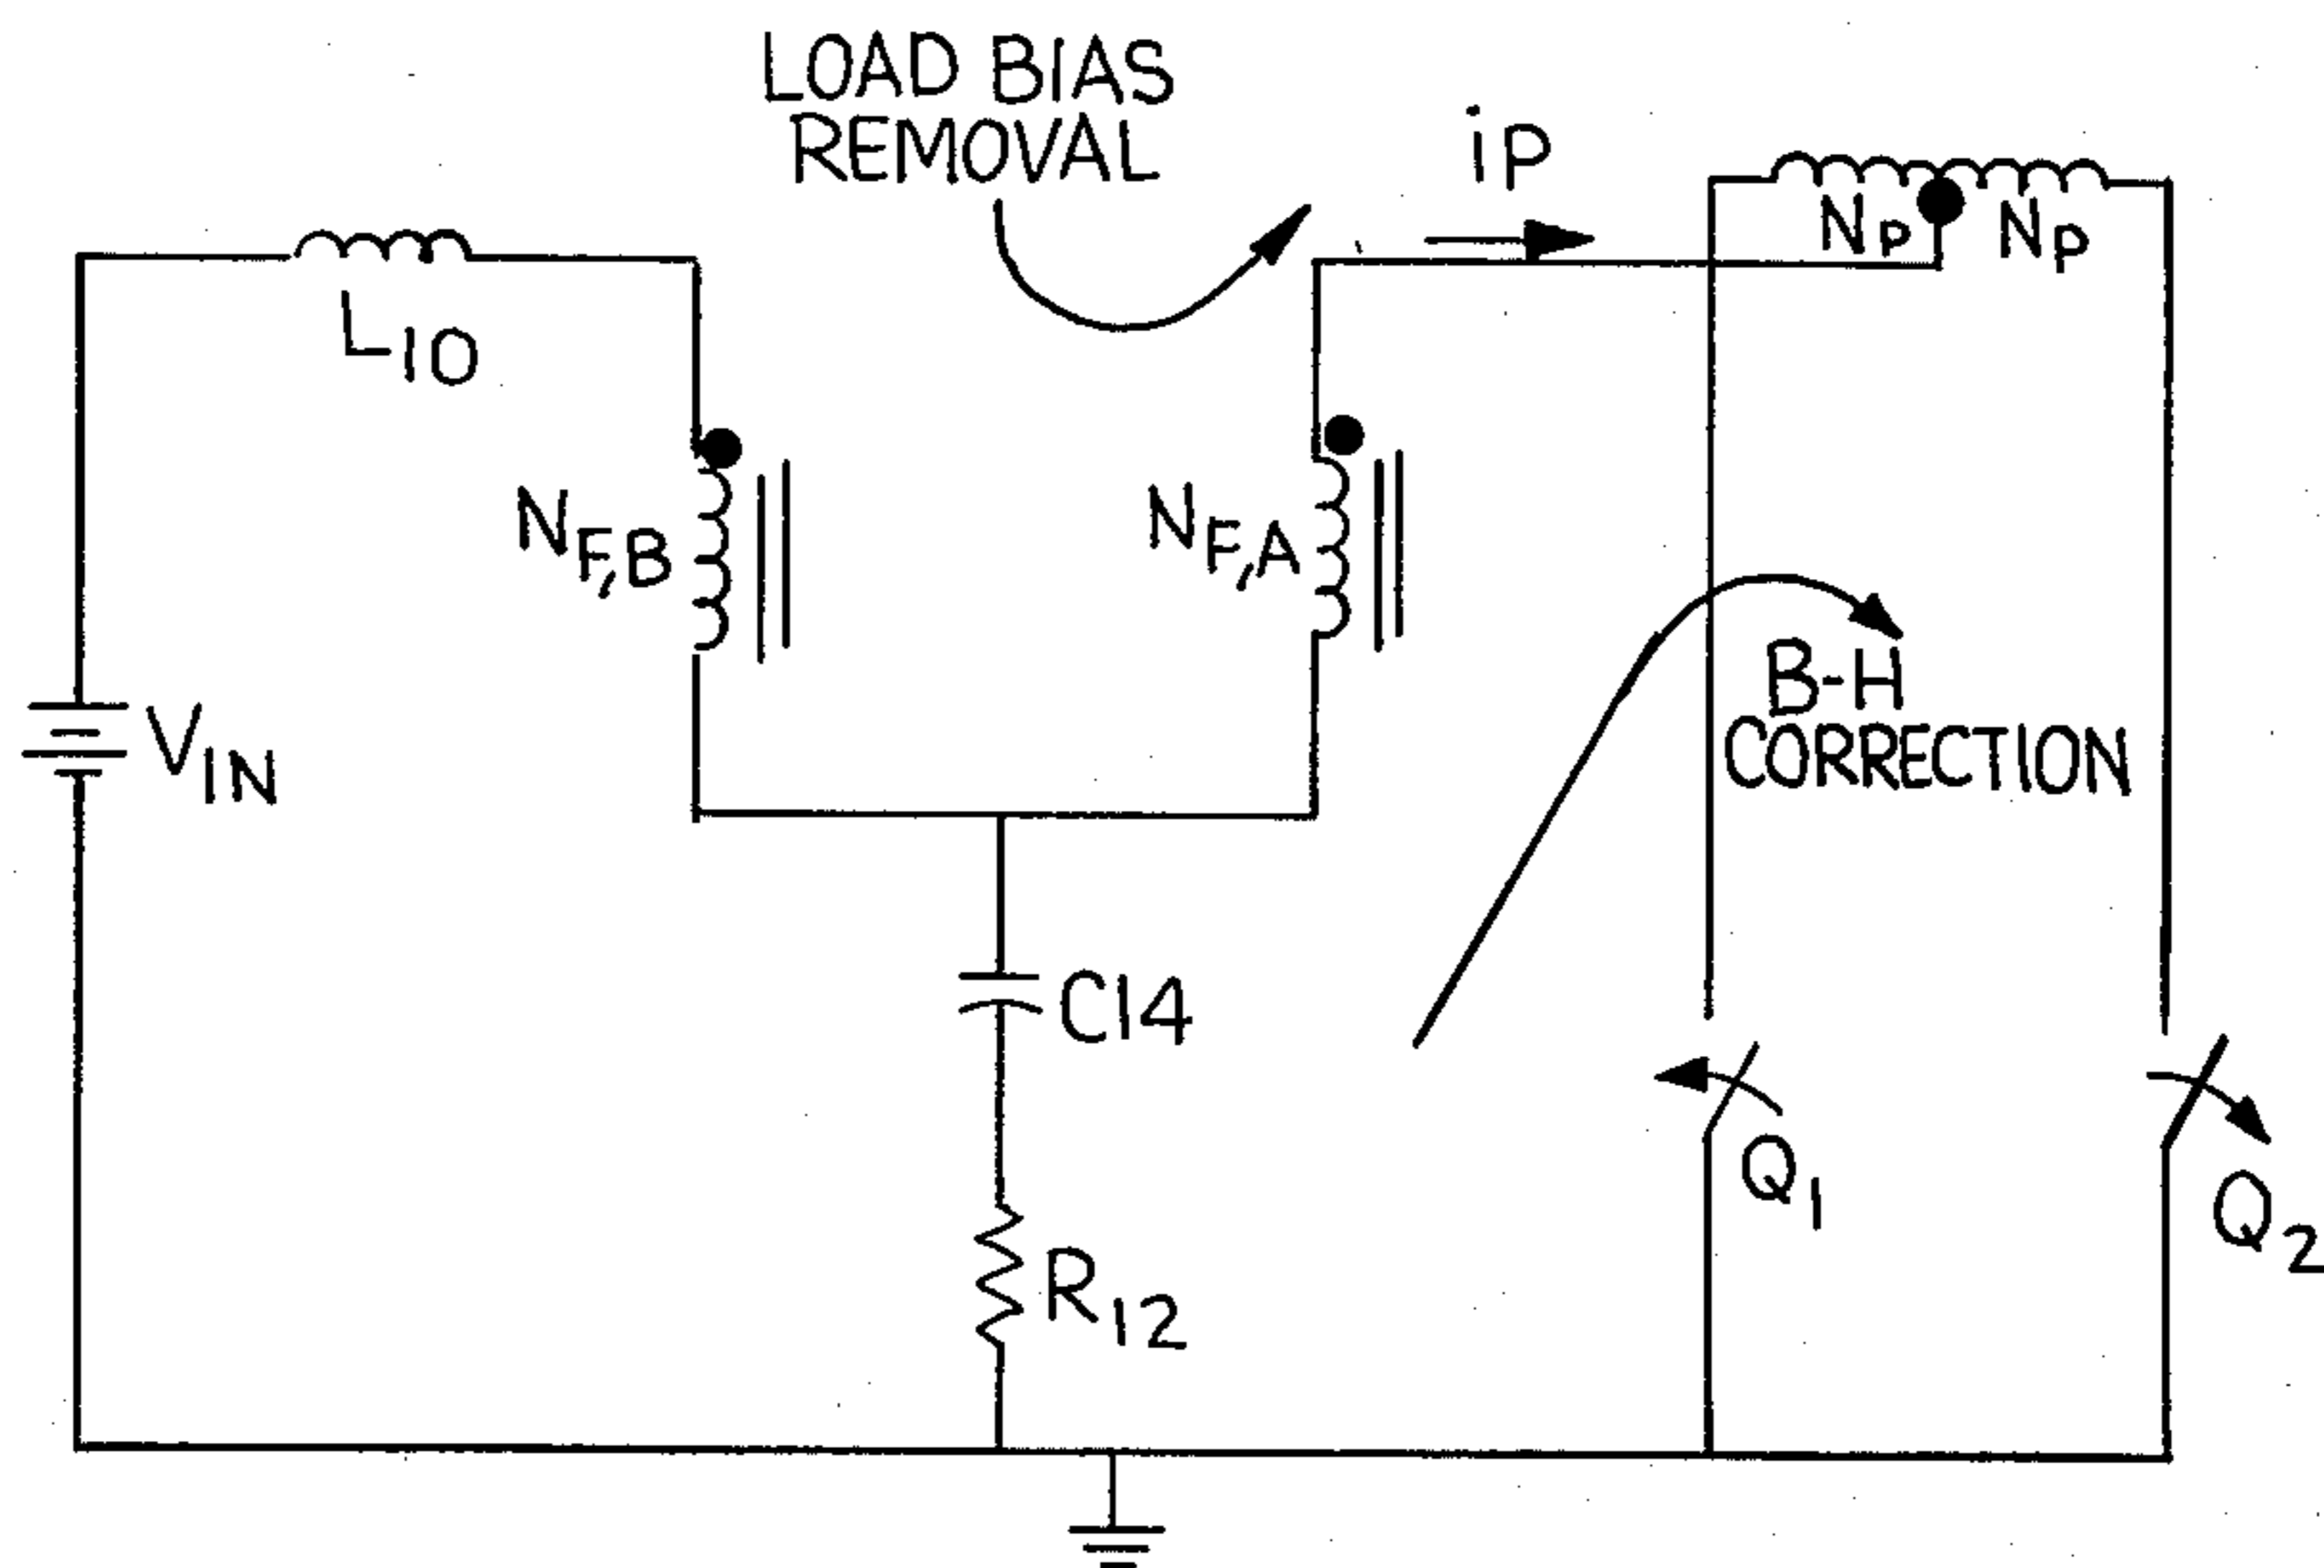 LOAD BIAS
REMOVAL
iP
NP
NP
L10
NF,B
NF,A
VIN
B-H
CORRECTION
C14
Q1
Q2
R12